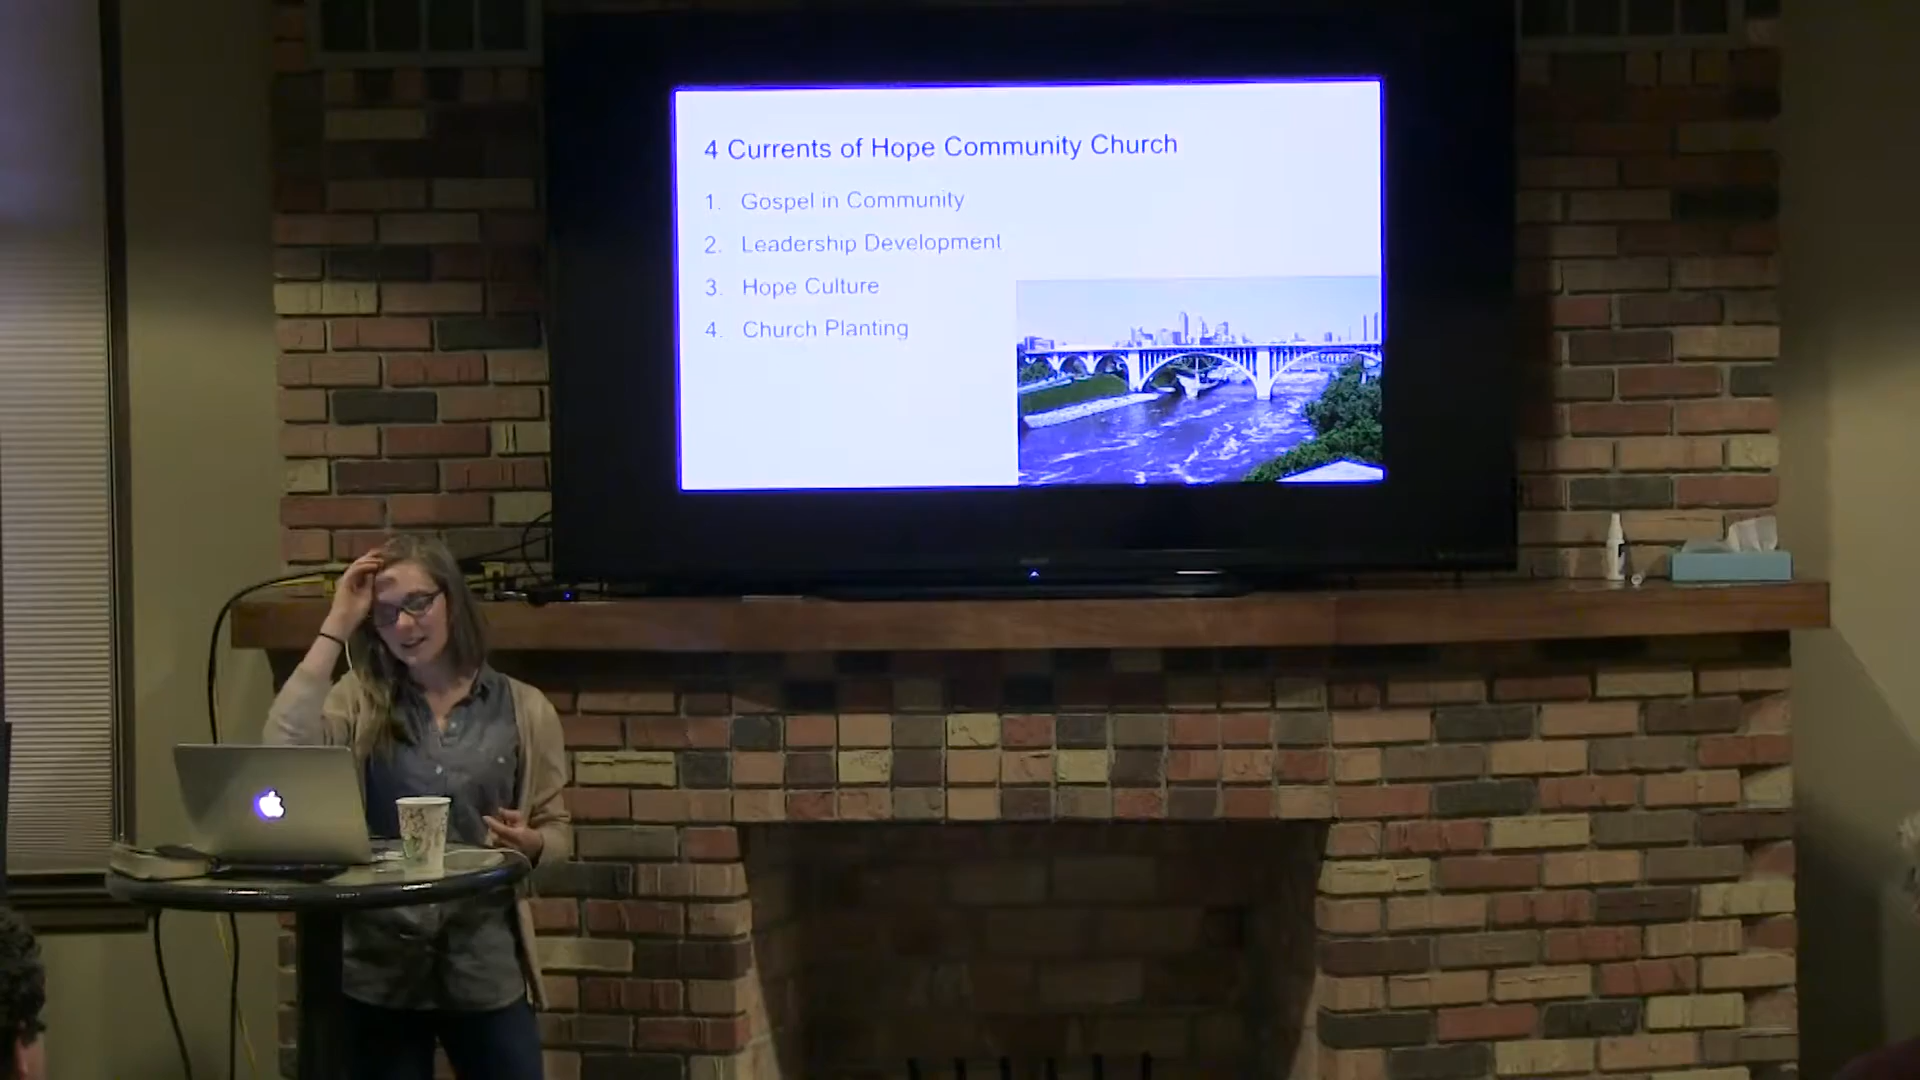 4 Currents of Hope Community Church
1. Gospel in Community
2. Leadership Development
3. Hope Culture
4. Church Planting